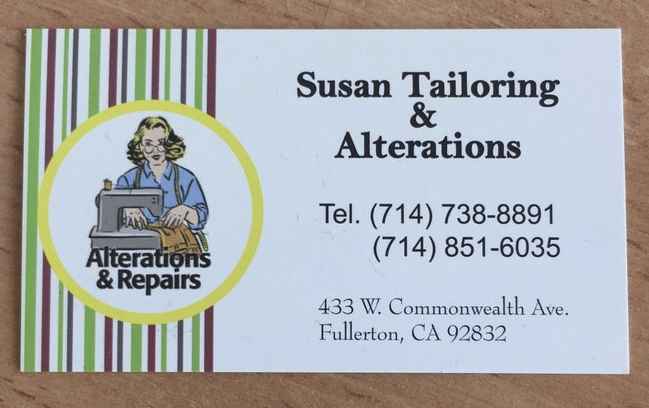 Susan Tailoring
&
Alterations
Tel. (714) 738-8891
(714) 851-6035
433 W. Commonwealth Ave.
Fullerton, CA 92832
Alterations
& Repairs